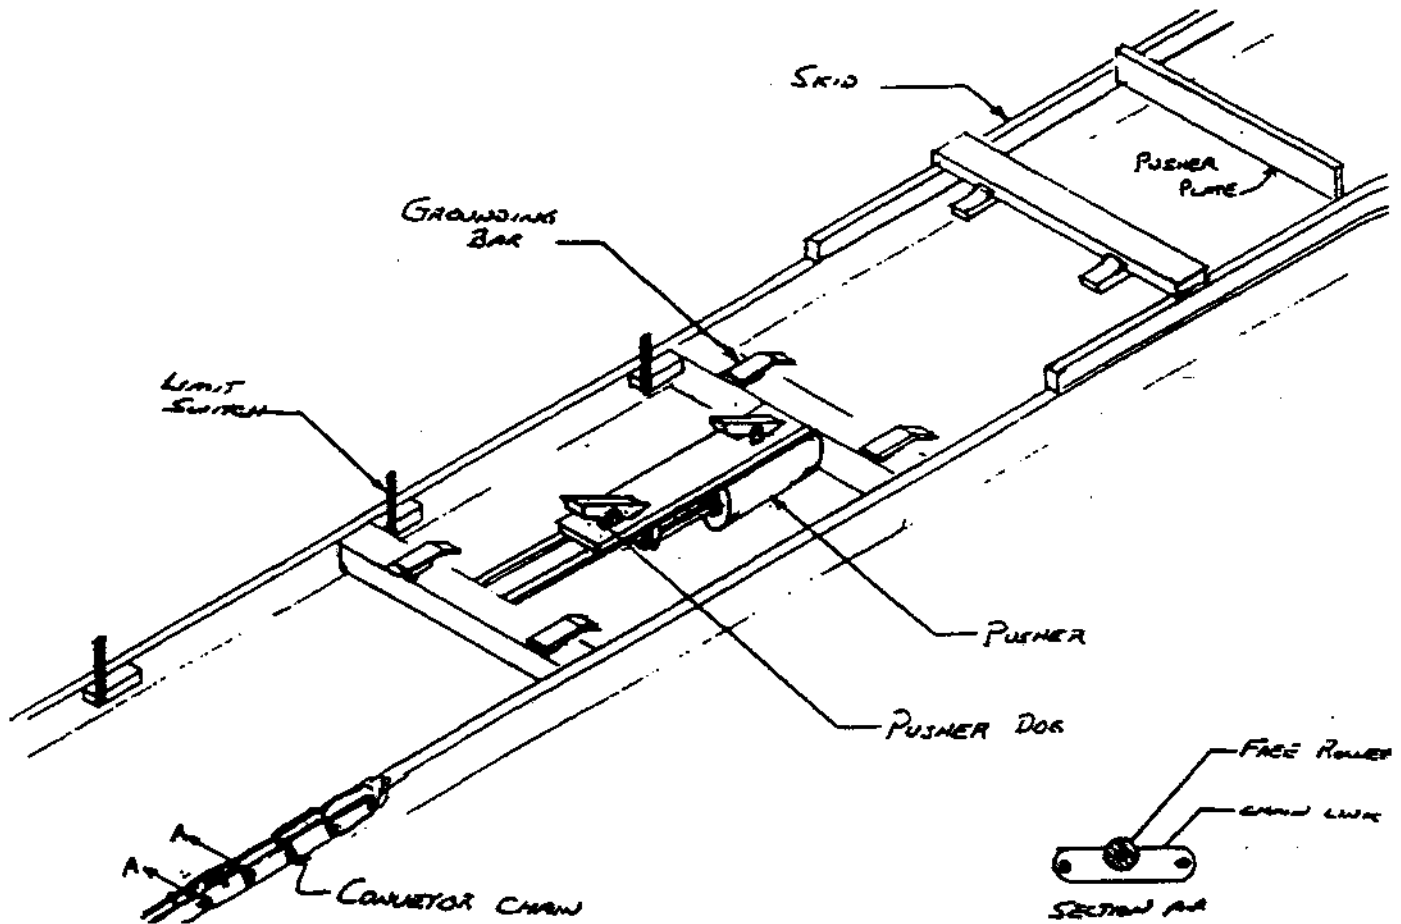 SKID
PUSHER
PLATE
GROUNDING
BAR
LIMIT
SWITCH
PUSHER
PUSHER DOG
FREE ROLLER
CHAIN LINK
A
A
CONVEYOR CHAIN
SECTION A-A